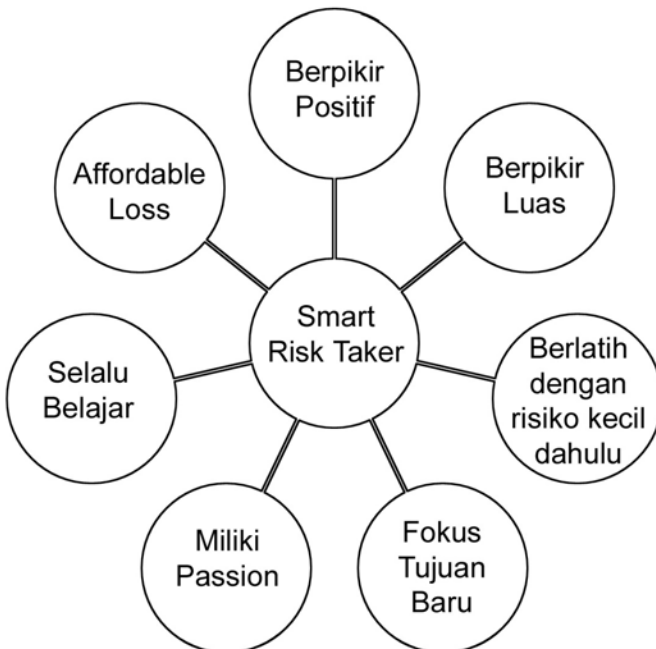 Berpikir
Positif
Berpikir
Luas
Berlatih
dengan
risiko kecil
dahulu
Fokus
Tujuan
Baru
Miliki
Passion
Selalu
Belajar
Affordable
Loss
Smart
Risk Taker